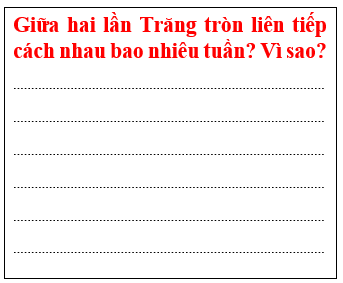 Giữa hai lần Trăng tròn liên tiếp
cách nhau bao nhiêu tuần? Vì sao?